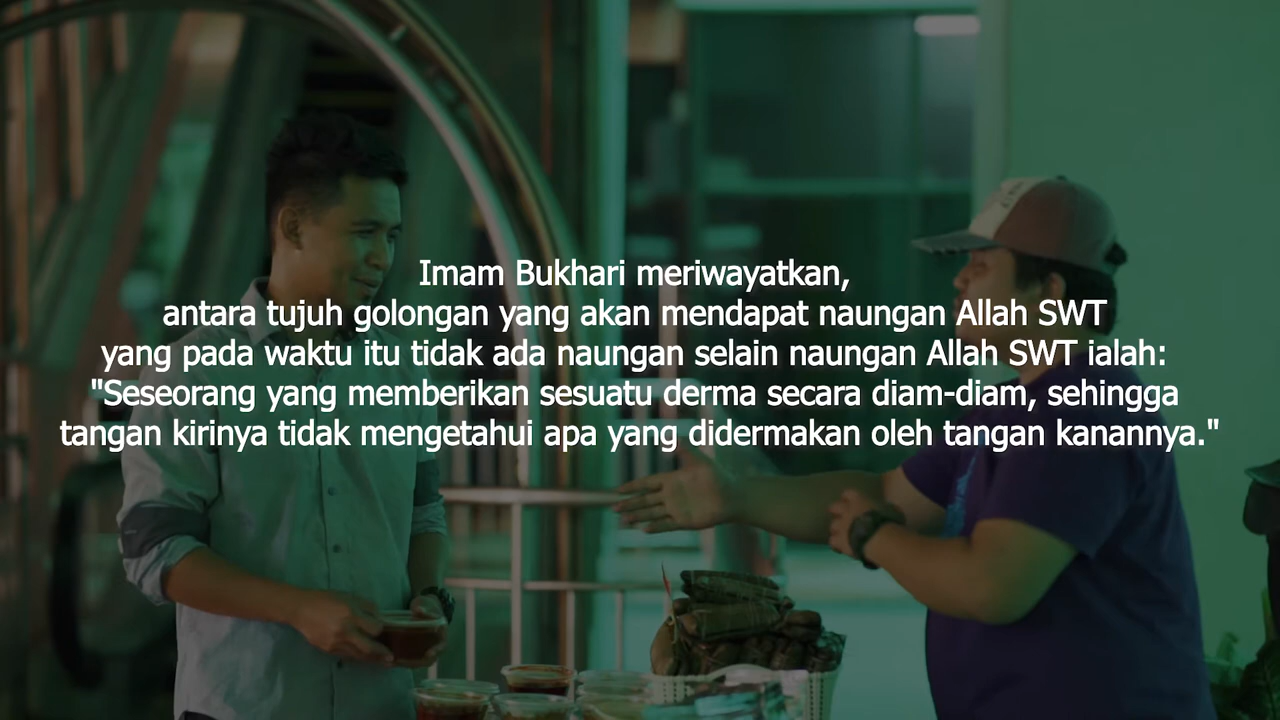 Imam Bukhari meriwayatkan,
antara tujuh golongan yang akan mendapat naungan Allah SWT
yang pada waktu itu tidak ada naungan selain naungan Allah SWT ialah:
"Seseorang yang memberikan sesuatu derma secara diam-diam, sehingga
tangan kirinya tidak mengetahui apa yang didermakan oleh tangan kanannya."